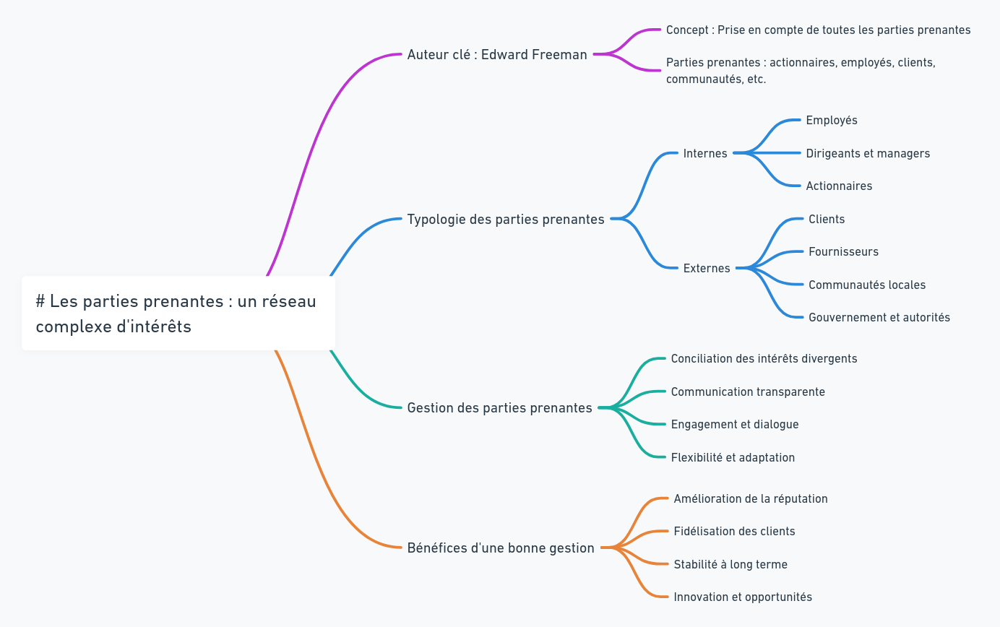 # Les parties prenantes : un réseau
complexe d'intérêts
Auteur clé : Edward Freeman
Concept : Prise en compte de toutes les parties prenantes
Parties prenantes : actionnaires, employés, clients,
communautés, etc.
Typologie des parties prenantes
Internes
Employés
Dirigeants et managers
Actionnaires
Externes
Clients
Fournisseurs
Communautés locales
Gouvernement et autorités
Gestion des parties prenantes
Conciliation des intérêts divergents
Communication transparente
Engagement et dialogue
Flexibilité et adaptation
Bénéfices d'une bonne gestion
Amélioration de la réputation
Fidélisation des clients
Stabilité à long terme
Innovation et opportunités